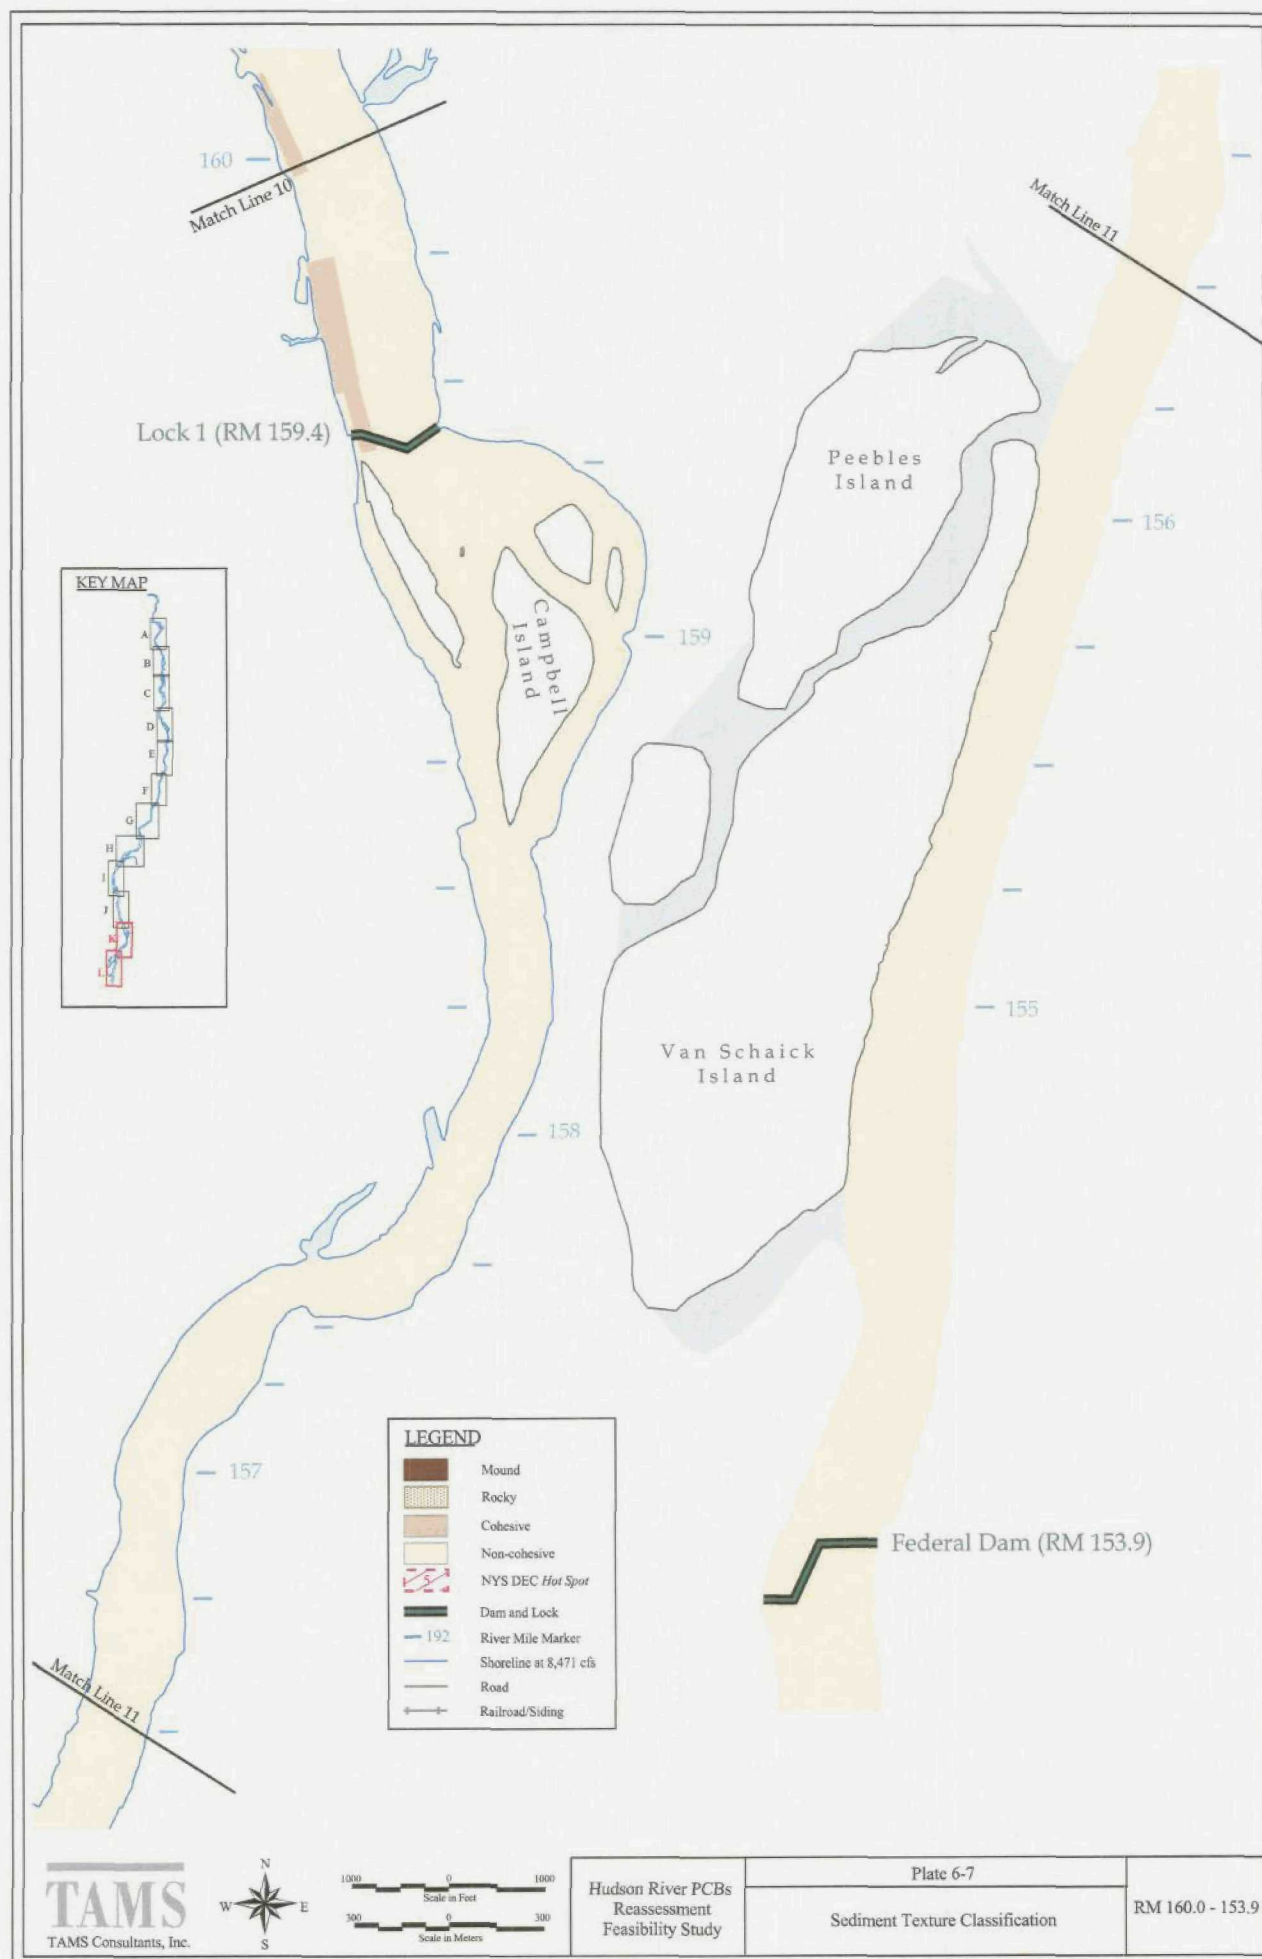 160
Match Line 10
Match Line 11
Lock 1 (RM 159.4)
Peebles
Island
156
KEY MAP
A
B
C
D
E
F
G
H
I
J
K
L
Campbell
Island
159
155
Van Schaick
Island
158
LEGEND
Mound
Rocky
Cohesive
Non-cohesive
5
NYS DEC Hot Spot
Dam and Lock
192
River Mile Marker
Shoreline at 8,471 cfs
Road
Railroad/Siding
157
Federal Dam (RM 153.9)
Match Line 11
TAMS
TAMS Consultants, Inc.
N
W
E
S
1000
0
1000
Scale in Feet
300
0
300
Scale in Meters
Hudson River PCBs
Reassessment
Feasibility Study
Plate 6-7
Sediment Texture Classification
RM 160.0 - 153.9